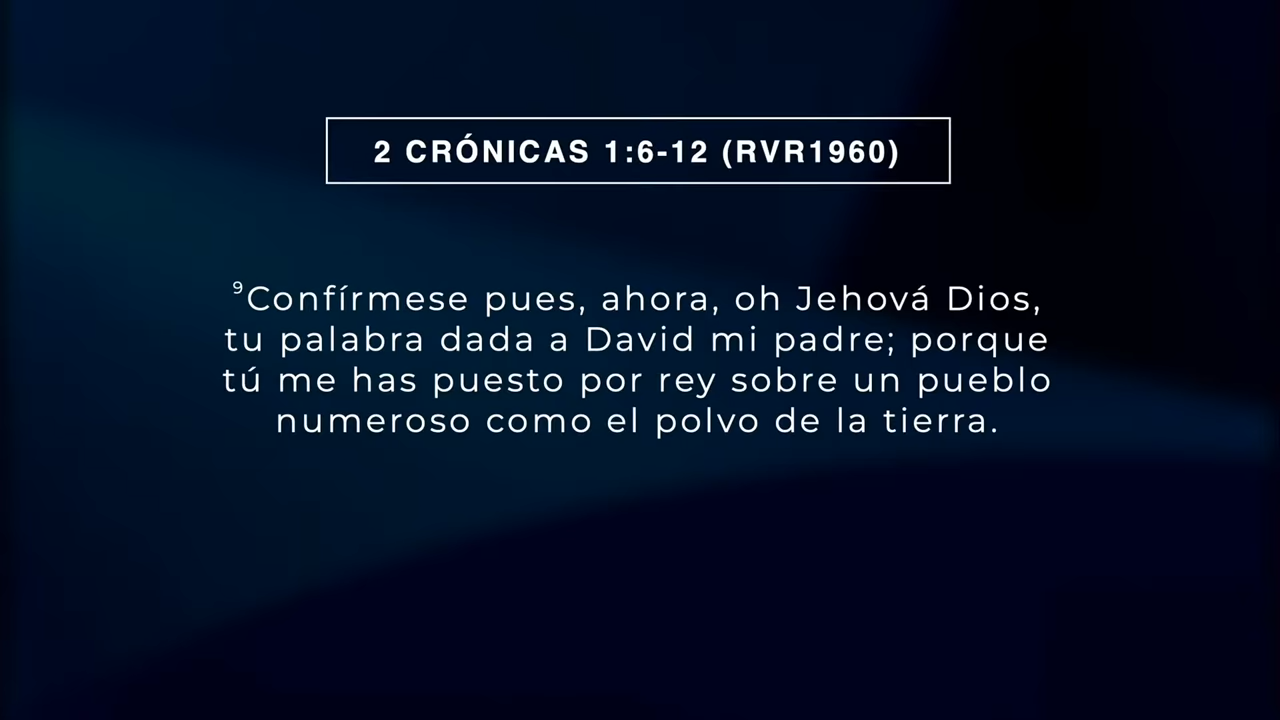 2 CRÓNICAS 1:6-12 (RVR1960)
⁹Confírmese pues, ahora, oh Jehová Dios,
tu palabra dada a David mi padre; porque
tú me has puesto por rey sobre un pueblo
numeroso como el polvo de la tierra.